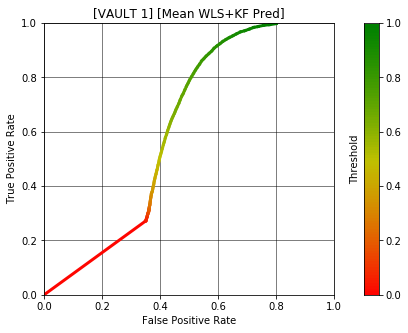 [VAULT 1] [Mean WLS+KF Pred]
True Positive Rate
1.0
0.8
0.6
0.4
0.2
0.0
0.0 0.2 0.4 0.6 0.8 1.0
False Positive Rate
Threshold
1.0
0.8
0.6
0.4
0.2
0.0